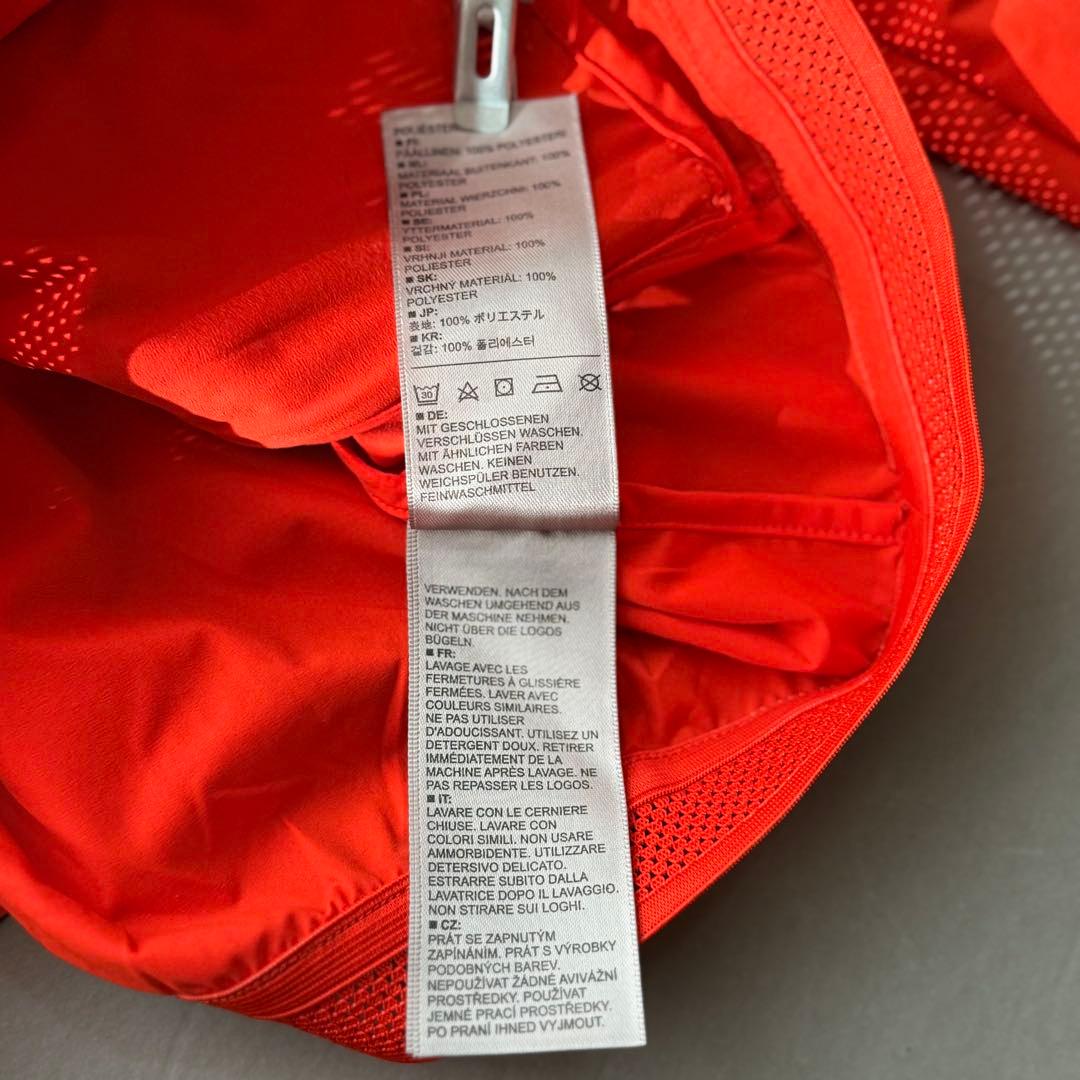 POLIESTER
■ FI:
PÄÄLLINEN: 100% POLYESTERI
■ NL:
MATERIAAL BUITENKANT: 100%
POLYESTER
■ PL:
MATERIAŁ WIERZCHNI: 100%
POLIESTER
■ SE:
YTTERMATERIAL: 100%
POLYESTER
■ SI:
VRHNJI MATERIAL: 100%
POLIESTER
■ SK:
VRCHNÝ MATERIÁL: 100%
POLYESTER
■ JP:
表地: 100% ポリエステル
■ KR:
겉감: 100% 폴리에스터
30
■ DE:
MIT GESCHLOSSENEN
VERSCHLÜSSEN WASCHEN.
MIT ÄHNLICHEN FARBEN
WASCHEN. KEINEN
WEICHSPÜLER BENUTZEN.
FEINWASCHMITTEL
VERWENDEN. NACH DEM
WASCHEN UMGEHEND AUS
DER MASCHINE NEHMEN.
NICHT ÜBER DIE LOGOS
BÜGELN.
■ FR:
LAVAGE AVEC LES
FERMETURES À GLISSIÈRE
FERMÉES. LAVER AVEC
COULEURS SIMILAIRES.
NE PAS UTILISER
D'ADOUCISSANT. UTILISEZ UN
DETERGENT DOUX. RETIRER
IMMÉDIATEMENT DE LA
MACHINE APRÈS LAVAGE. NE
PAS REPASSER LES LOGOS.
■ IT:
LAVARE CON LE CERNIERE
CHIUSE. LAVARE CON
COLORI SIMILI. NON USARE
AMMORBIDENTE. UTILIZZARE
DETERSIVO DELICATO.
ESTRARRE SUBITO DALLA
LAVATRICE DOPO IL LAVAGGIO.
NON STIRARE SUI LOGHI.
■ CZ:
PRÁT SE ZAPNUTÝM
ZAPÍNÁNÍM. PRÁT S VÝROBKY
PODOBNÝCH BAREV.
NEPOUŽÍVAT ŽÁDNÉ AVIVÁŽNÍ
PROSTŘEDKY. POUŽÍVAT
JEMNÉ PRACÍ PROSTŘEDKY.
PO PRANÍ IHNED VYJMOUT.